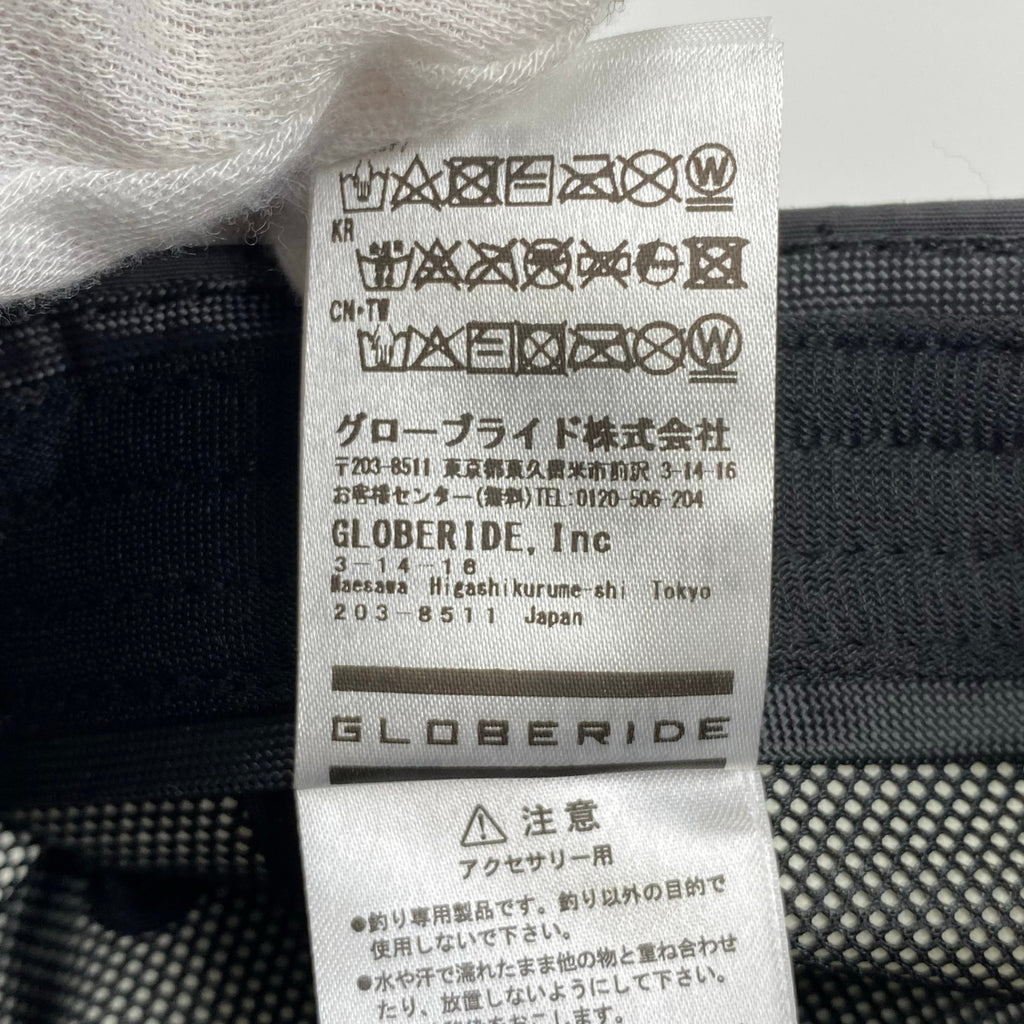 KR
CN・TW
グローブライド株式会社
〒203-8511 東京都東久留米市前沢 3-14-16
お客様センター(無料)TEL:0120-506-204
GLOBERIDE, Inc
3-14-16
Maesawa Higashikurume-shi Tokyo
203-8511 Japan
GLOBERIDE
注意
アクセサリー用
●釣り専用製品です。釣り以外の目的で
使用しないで下さい。
●水や汗で濡れたまま他の物と重ね合わせ
たり、放置しないようにして下さい。
をおこします。